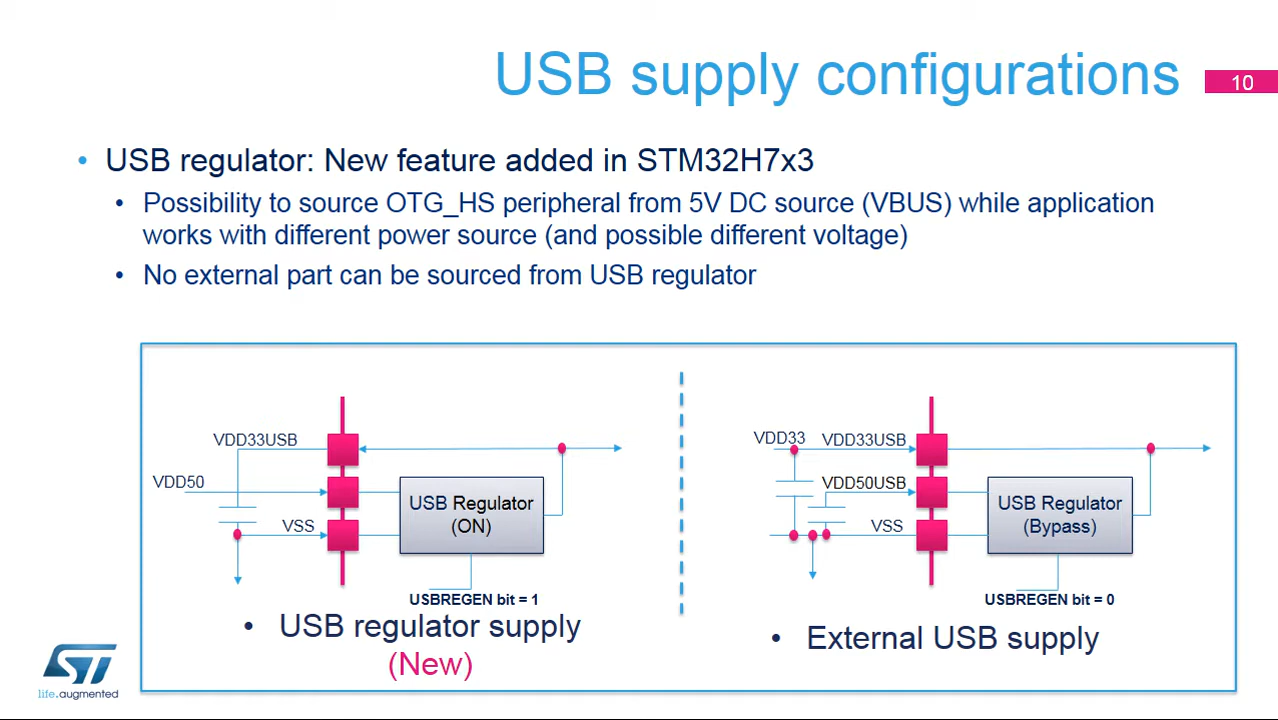 USB supply configurations
10
• USB regulator: New feature added in STM32H7x3
• Possibility to source OTG_HS peripheral from 5V DC source (VBUS) while application
works with different power source (and possible different voltage)
• No external part can be sourced from USB regulator
VDD33USB
VDD50
VSS
USB Regulator
(ON)
USBREGEN bit = 1
• USB regulator supply
(New)
VDD33
VDD33USB
VDD50USB
VSS
USB Regulator
(Bypass)
USBREGEN bit = 0
• External USB supply
ST
life.augmented